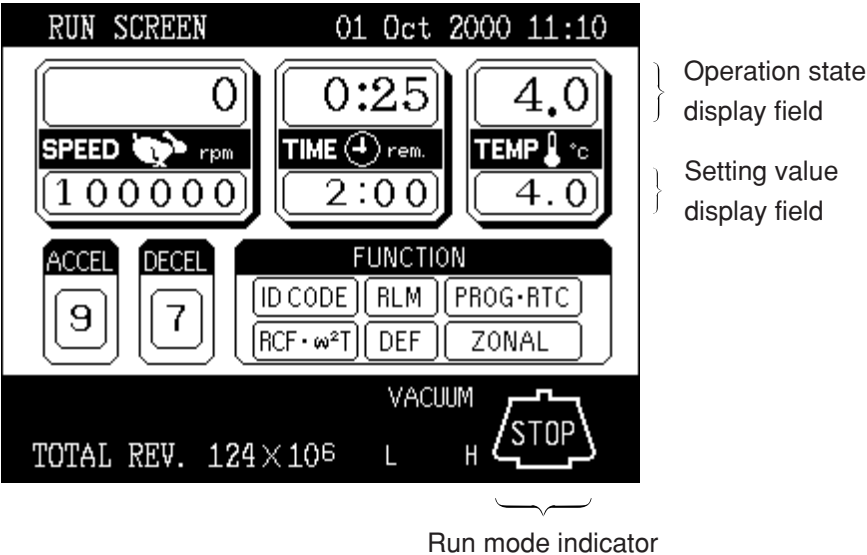 RUN SCREEN 01 Oct 2000 11:10
0 0:25 4.0
Operation state
display field
SPEED rpm TIME rem. TEMP °C
100000 2:00 4.0
Setting value
display field
ACCEL DECEL FUNCTION
9 7
ID CODE RLM PROG·RTC
RCF·ω²T DEF ZONAL
VACUUM
STOP
TOTAL REV. 124×10⁶ L H
Run mode indicator